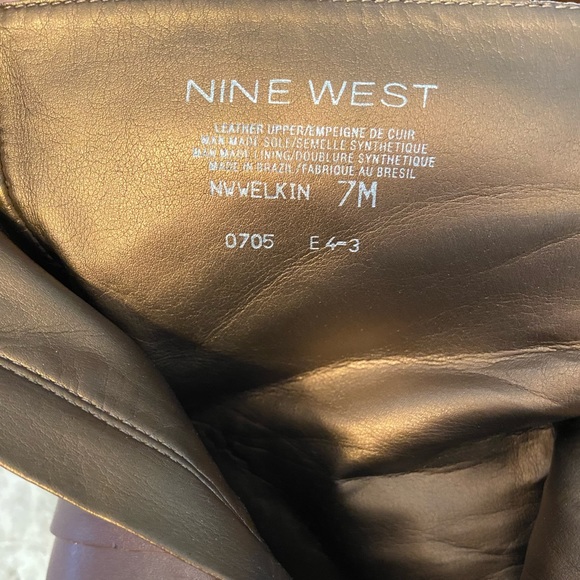 NINE WEST
LEATHER UPPER/EMPEIGNE DE CUIR
MAN MADE SOLE/SEMELLE SYNTHETIQUE
MAN MADE LINING/DOUBLURE SYNTHETIQUE
MADE IN BRAZIL/FABRIQUE AU BRESIL
NWWELKIN 7M
0705 E 4-3